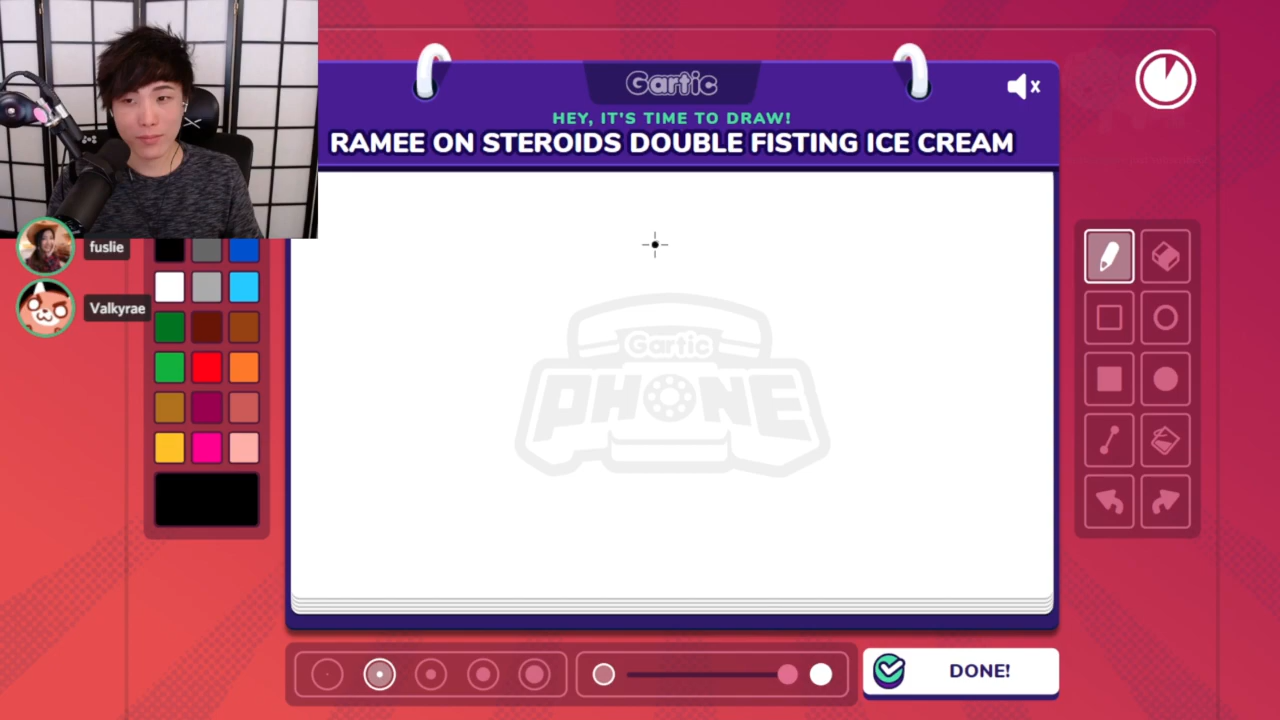 Gartic
HEY, IT'S TIME TO DRAW!
RAMEE ON STEROIDS DOUBLE FISTING ICE CREAM
fuslie
Valkyrae
Gartic
PHONE
DONE!